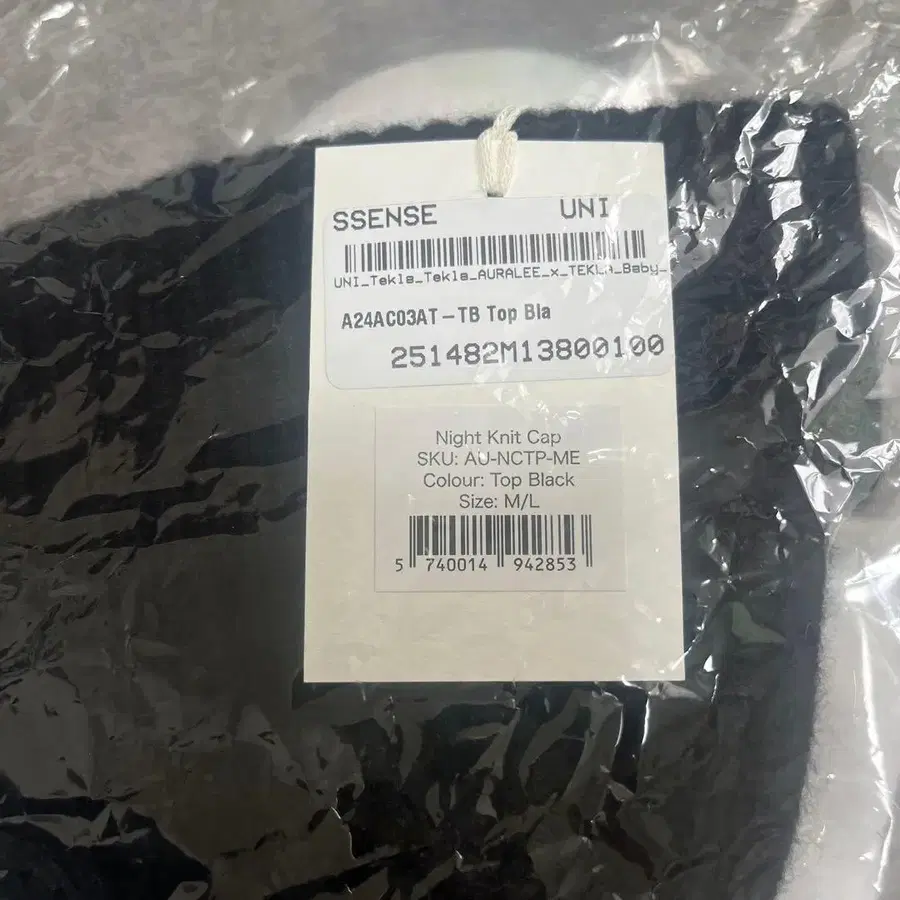 SSENSE UNI
UNI_Tekla_Tekla_AURALEE_x_TEKLA_Baby_
A24AC03AT-TB Top Bla
251482M13800100
Night Knit Cap
SKU: AU-NCTP-ME
Colour: Top Black
Size: M/L
5 740014 942853